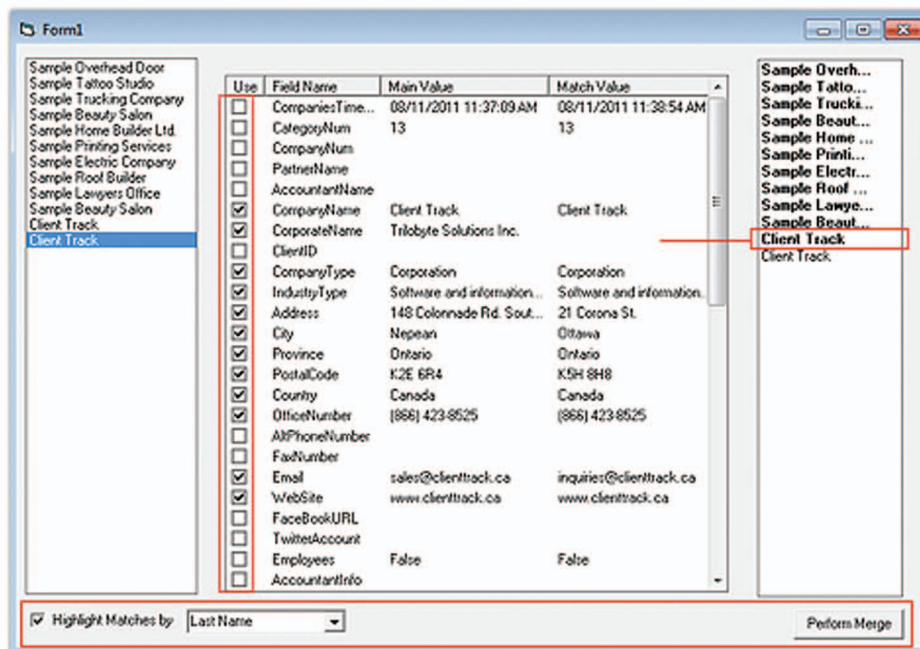 Form1
Sample Overhead Door
Sample Tattoo Studio
Sample Trucking Company
Sample Beauty Salon
Sample Home Builder Ltd.
Sample Printing Services
Sample Electric Company
Sample Roof Builder
Sample Lawyers Office
Sample Beauty Salon
Client Track
Client Track
Use Field Name Main Value Match Value
CompaniesTime... 08/11/2011 11:37:09 AM 08/11/2011 11:38:54 AM
CategoryNum 13 13
CompanyNum
PartnerName
AccountantName
CompanyName Client Track Client Track
CorporateName Trilobyte Solutions Inc.
ClientID
CompanyType Corporation Corporation
IndustryType Software and information... Software and information...
Address 148 Colonnade Rd. Sout... 21 Corona St.
City Nepean Ottawa
Province Ontario Ontario
PostalCode K2E 6R4 K5H 8H8
Country Canada Canada
OfficeNumber (866) 423-8525 (866) 423-8525
AltPhoneNumber
FaxNumber
Email sales@clienttrack.ca inquiries@clienttrack.ca
WebSite www.clienttrack.ca www.clienttrack.ca
FaceBookURL
TwitterAccount
Employees False False
AccountantInfo
Sample Overh...
Sample Tatto...
Sample Trucki...
Sample Beaut...
Sample Home ...
Sample Printi...
Sample Electr...
Sample Roof ...
Sample Lawye...
Sample Beaut...
Client Track
Client Track
Highlight Matches by Last Name Perform Merge